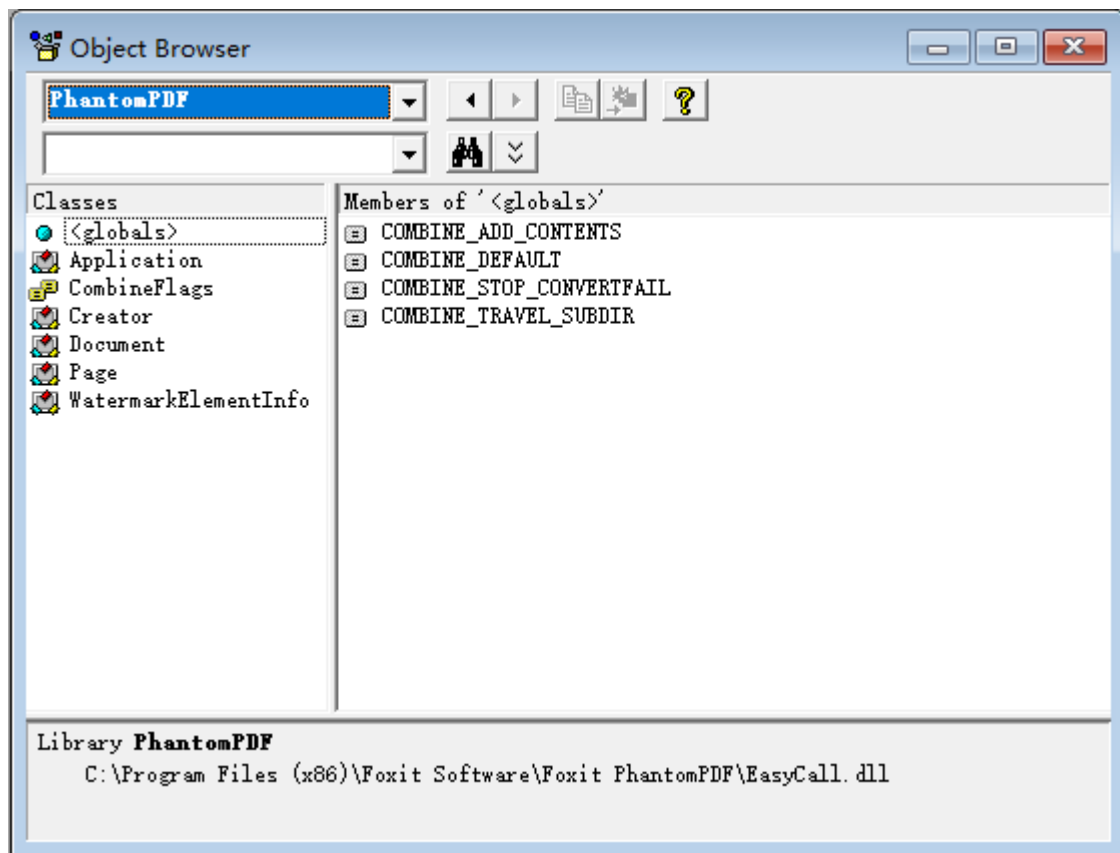 Object Browser
PhantomPDF
Classes
<globals>
Application
CombineFlags
Creator
Document
Page
WatermarkElementInfo
Members of '<globals>'
COMBINE_ADD_CONTENTS
COMBINE_DEFAULT
COMBINE_STOP_CONVERTFAIL
COMBINE_TRAVEL_SUBDIR
Library PhantomPDF
C:\Program Files (x86)\Foxit Software\Foxit PhantomPDF\EasyCall.dll